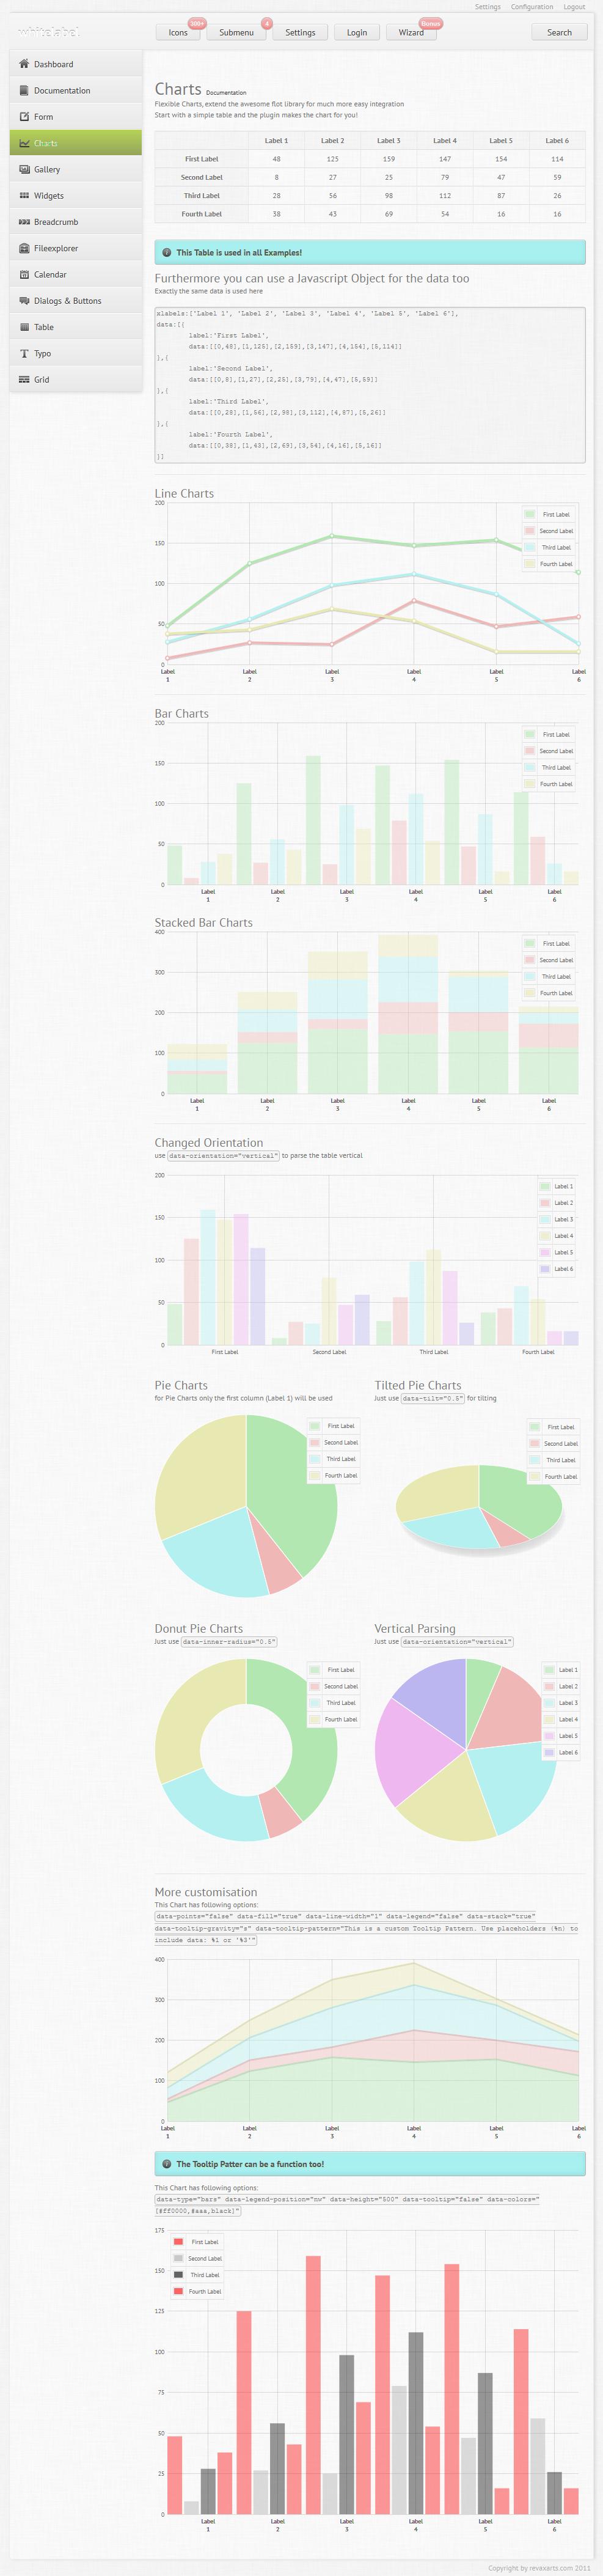 Settings Configuration Logout
whitelabel
Icons 300+ Submenu 4 Settings Login Wizard Bonus Search
Dashboard
Documentation
Form
Charts
Gallery
Widgets
Breadcrumb
Fileexplorer
Calendar
Dialogs & Buttons
Table
Typo
Grid
Charts Documentation
Flexible Charts, extend the awesome flot library for much more easy integration
Start with a simple table and the plugin makes the chart for you!
Label 1 Label 2 Label 3 Label 4 Label 5 Label 6
First Label 48 125 159 147 154 114
Second Label 8 27 25 79 47 59
Third Label 28 56 98 112 87 26
Fourth Label 38 43 69 54 16 16
This Table is used in all Examples!
Furthermore you can use a Javascript Object for the data too
Exactly the same data is used here
xlabels:['Label 1', 'Label 2', 'Label 3', 'Label 4', 'Label 5', 'Label 6'],
data:[{
label:'First Label',
data:[[0,48],[1,125],[2,159],[3,147],[4,154],[5,114]]
},{
label:'Second Label',
data:[[0,8],[1,27],[2,25],[3,79],[4,47],[5,59]]
},{
label:'Third Label',
data:[[0,28],[1,56],[2,98],[3,112],[4,87],[5,26]]
},{
label:'Fourth Label',
data:[[0,38],[1,43],[2,69],[3,54],[4,16],[5,16]]
}]
Line Charts
200
150
100
50
0
Label 1 Label 2 Label 3 Label 4 Label 5 Label 6
First Label
Second Label
Third Label
Fourth Label
Bar Charts
200
150
100
50
0
Label 1 Label 2 Label 3 Label 4 Label 5 Label 6
First Label
Second Label
Third Label
Fourth Label
Stacked Bar Charts
400
300
200
100
0
Label 1 Label 2 Label 3 Label 4 Label 5 Label 6
First Label
Second Label
Third Label
Fourth Label
Changed Orientation
use data-orientation="vertical" to parse the table vertical
200
150
100
50
0
First Label Second Label Third Label Fourth Label
Label 1
Label 2
Label 3
Label 4
Label 5
Label 6
Pie Charts
for Pie Charts only the first column (Label 1) will be used
First Label
Second Label
Third Label
Fourth Label
Tilted Pie Charts
Just use data-tilt="0.5" for tilting
First Label
Second Label
Third Label
Fourth Label
Donut Pie Charts
Just use data-inner-radius="0.5"
First Label
Second Label
Third Label
Fourth Label
Vertical Parsing
Just use data-orientation="vertical"
Label 1
Label 2
Label 3
Label 4
Label 5
Label 6
More customisation
This Chart has following options:
data-points="false" data-fill="true" data-line-width="1" data-legend="false" data-stack="true"
data-tooltip-gravity="s" data-tooltip-pattern="This is a custom Tooltip Pattern. Use placeholders (%n) to
include data: %1 or '%3'"
400
300
200
100
0
Label 1 Label 2 Label 3 Label 4 Label 5 Label 6
The Tooltip Patter can be a function too!
This Chart has following options:
data-type="bars" data-legend-position="nw" data-height="500" data-tooltip="false" data-colors="
[#ff0000,#aaa,black]"
175
150
125
100
75
50
25
0
First Label
Second Label
Third Label
Fourth Label
Label 1 Label 2 Label 3 Label 4 Label 5 Label 6
Copyright by revaxarts.com 2011